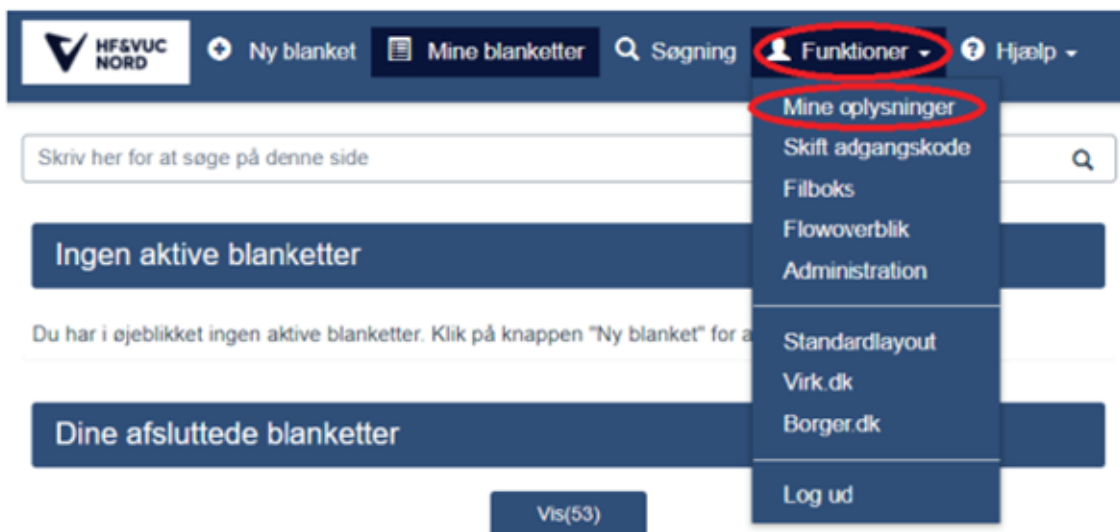 HF&VUC NORD Ny blanket Mine blanketter Søgning Funktioner Hjælp
Mine oplysninger
Skift adgangskode
Filboks
Flowoverblik
Administration
Standardlayout
Virk.dk
Borger.dk
Log ud
Skriv her for at søge på denne side
Ingen aktive blanketter
Du har i øjeblikket ingen aktive blanketter. Klik på knappen "Ny blanket" for a
Dine afsluttede blanketter
Vis(53)